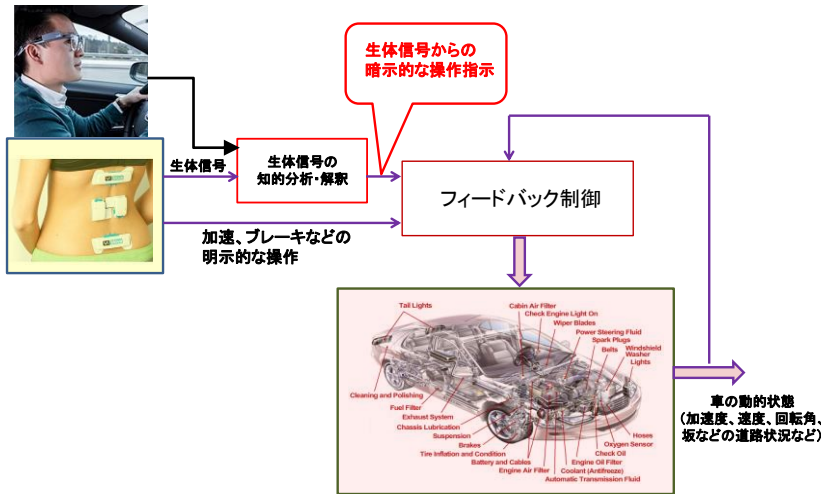 生体信号からの
暗示的な操作指示
生体信号
生体信号の
知的分析・解釈
フィードバック制御
加速、ブレーキなどの
明示的な操作
Tail Lights
Cabin Air Filter
Check Engine Light On
Wiper Blades
Power Steering Fluid
Spark Plugs
Belts
Windshield
Washer
Lights
Cleaning and Polishing
Fuel Filter
Exhaust System
Chassis Lubrication
Suspension
Brakes
Tire Inflation and Condition
Battery and Cables
Engine Air Filter
Hoses
Oxygen Sensor
Check Oil
Engine Oil Filter
Coolant (Antifreeze)
Automatic Transmission Fluid
車の動的状態
（加速度、速度、回転角、
坂などの道路状況など）